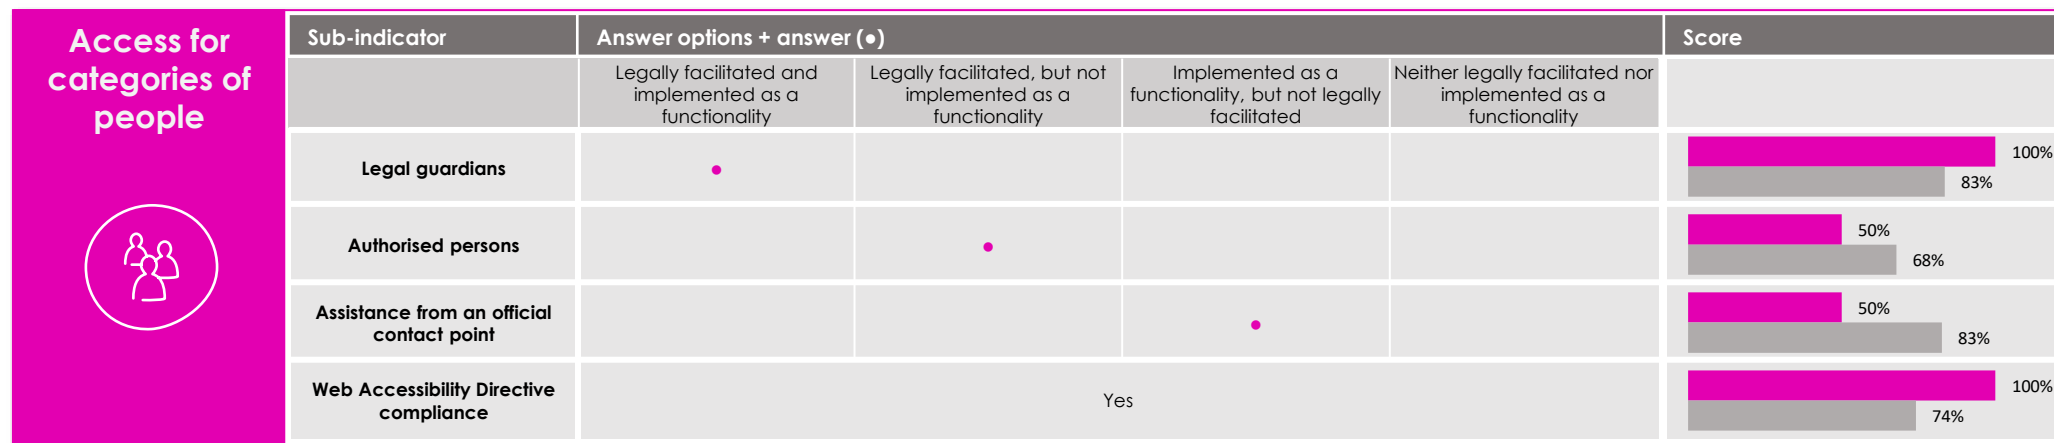 Access for
categories of
people
Sub-indicator
Answer options + answer (●)
Score
Legally facilitated and
implemented as a
functionality
Legally facilitated, but not
implemented as a
functionality
Implemented as a
functionality, but not legally
facilitated
Neither legally facilitated nor
implemented as a
functionality
Legal guardians
●
100%
83%
Authorised persons
●
50%
68%
Assistance from an official
contact point
●
50%
83%
Web Accessibility Directive
compliance
Yes
100%
74%